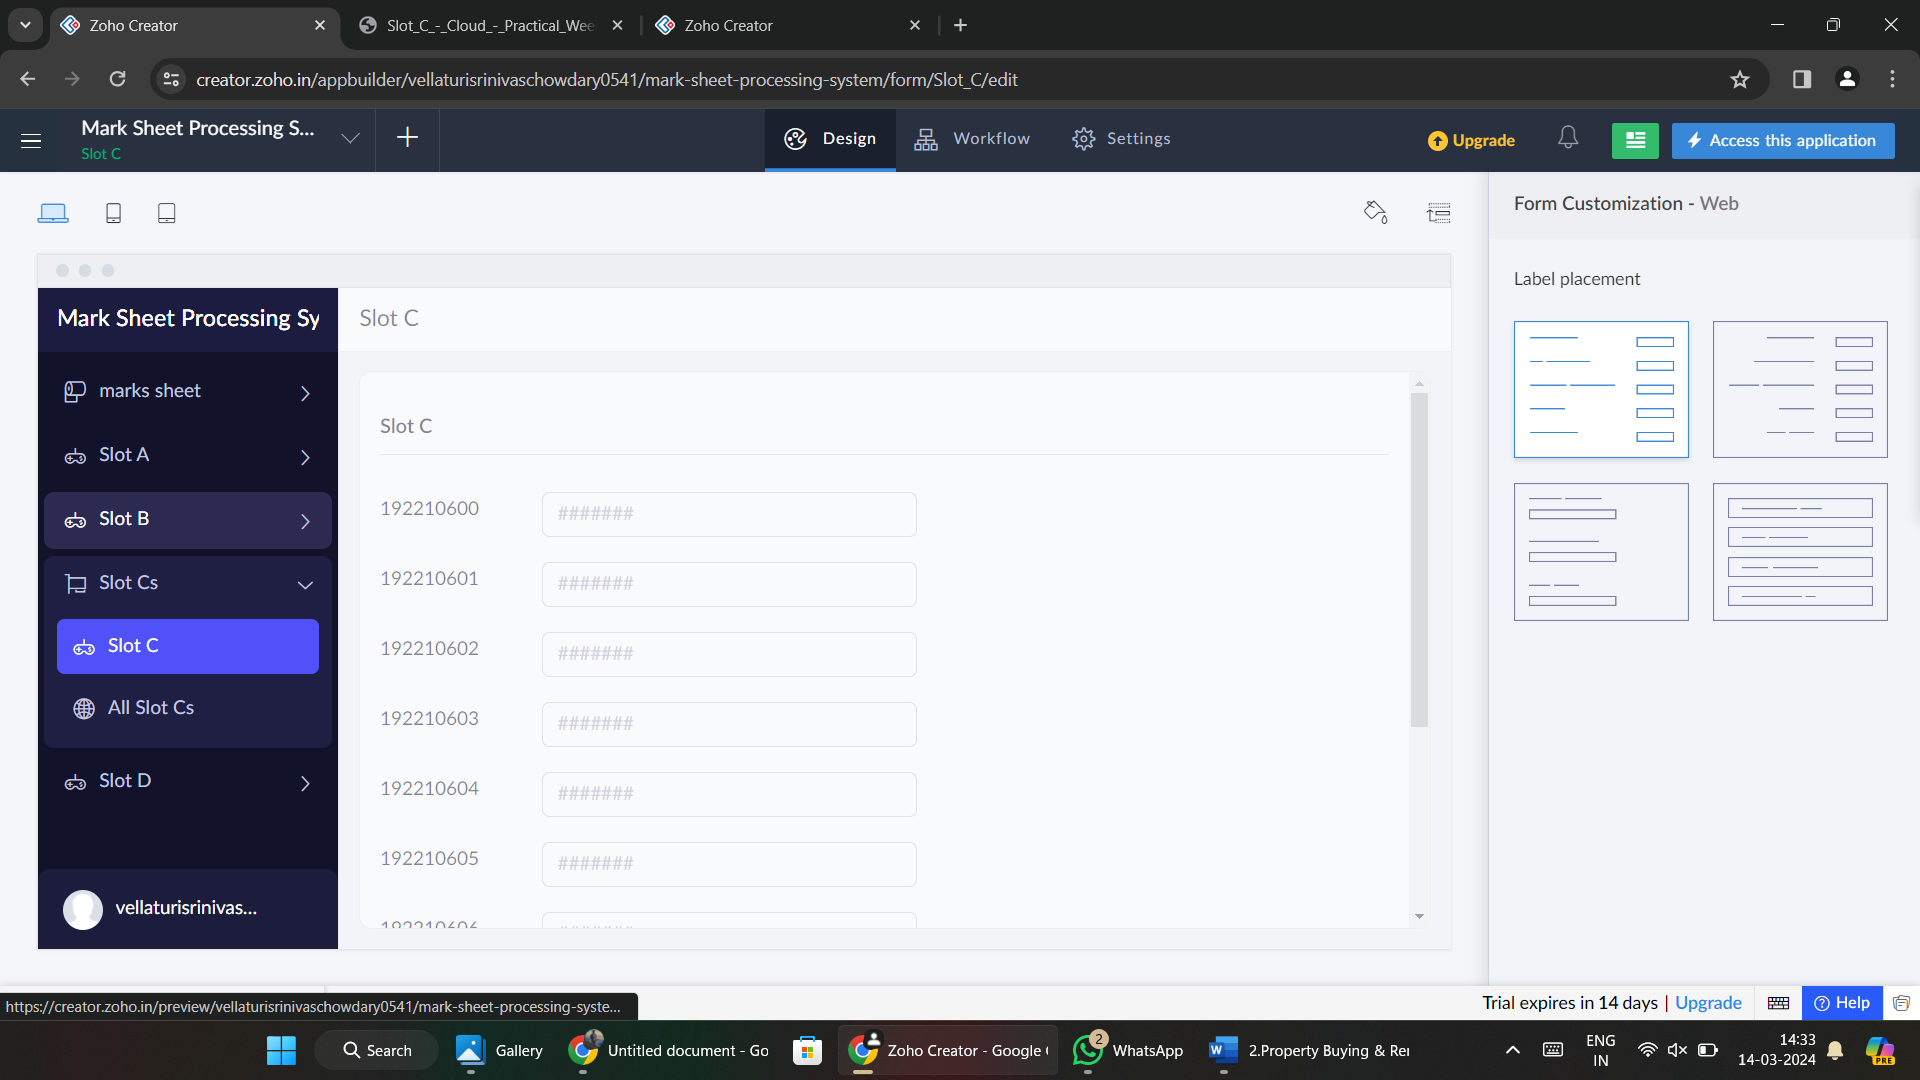 Zoho Creator
Slot_C_-_Cloud_-_Practical_Wee
Zoho Creator
creator.zoho.in/appbuilder/vellaturisrinivaschowdary0541/mark-sheet-processing-system/form/Slot_C/edit
Mark Sheet Processing S...
Slot C
Design
Workflow
Settings
Upgrade
Access this application
Form Customization - Web
Label placement
Mark Sheet Processing Sy
marks sheet
Slot A
Slot B
Slot Cs
Slot C
All Slot Cs
Slot D
vellaturisrinivas...
Slot C
Slot C
192210600 #######
192210601 #######
192210602 #######
192210603 #######
192210604 #######
192210605 #######
192210606
https://creator.zoho.in/preview/vellaturisrinivaschowdary0541/mark-sheet-processing-syste...
Trial expires in 14 days | Upgrade
Help
Search
Gallery
Untitled document - Go
Zoho Creator - Google
2
WhatsApp
2.Property Buying & Rer
ENG
IN
14:33
14-03-2024
PRE